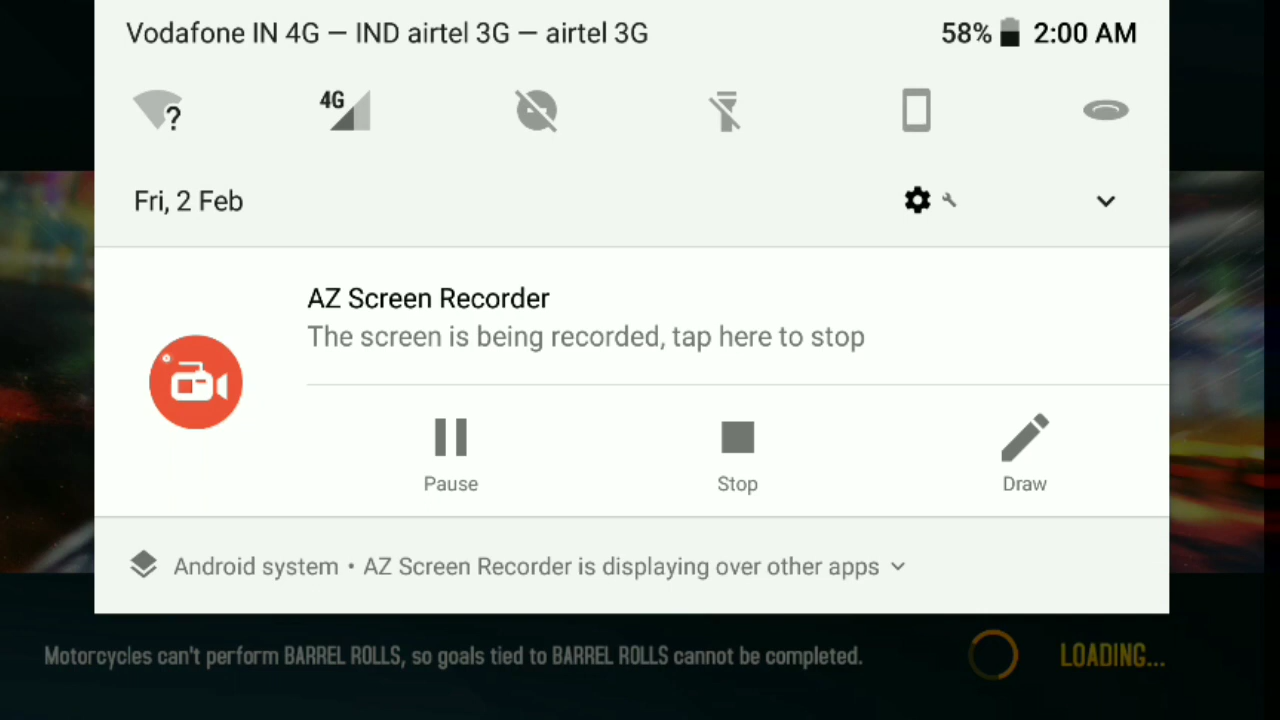 Vodafone IN 4G — IND airtel 3G — airtel 3G 58% 2:00 AM
? 4G
Fri, 2 Feb
AZ Screen Recorder
The screen is being recorded, tap here to stop
Pause Stop Draw
Android system • AZ Screen Recorder is displaying over other apps
Motorcycles can't perform BARREL ROLLS, so goals tied to BARREL ROLLS cannot be completed. LOADING...